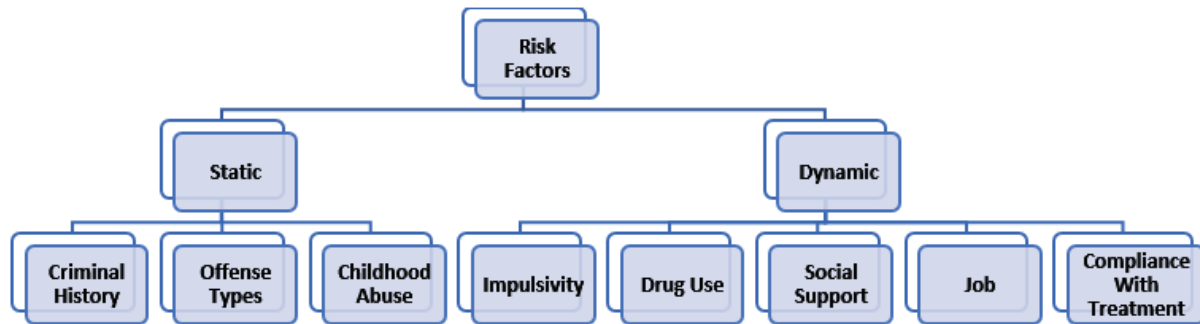 Risk
Factors
Static
Dynamic
Criminal
History
Offense
Types
Childhood
Abuse
Impulsivity
Drug Use
Social
Support
Job
Compliance
With
Treatment